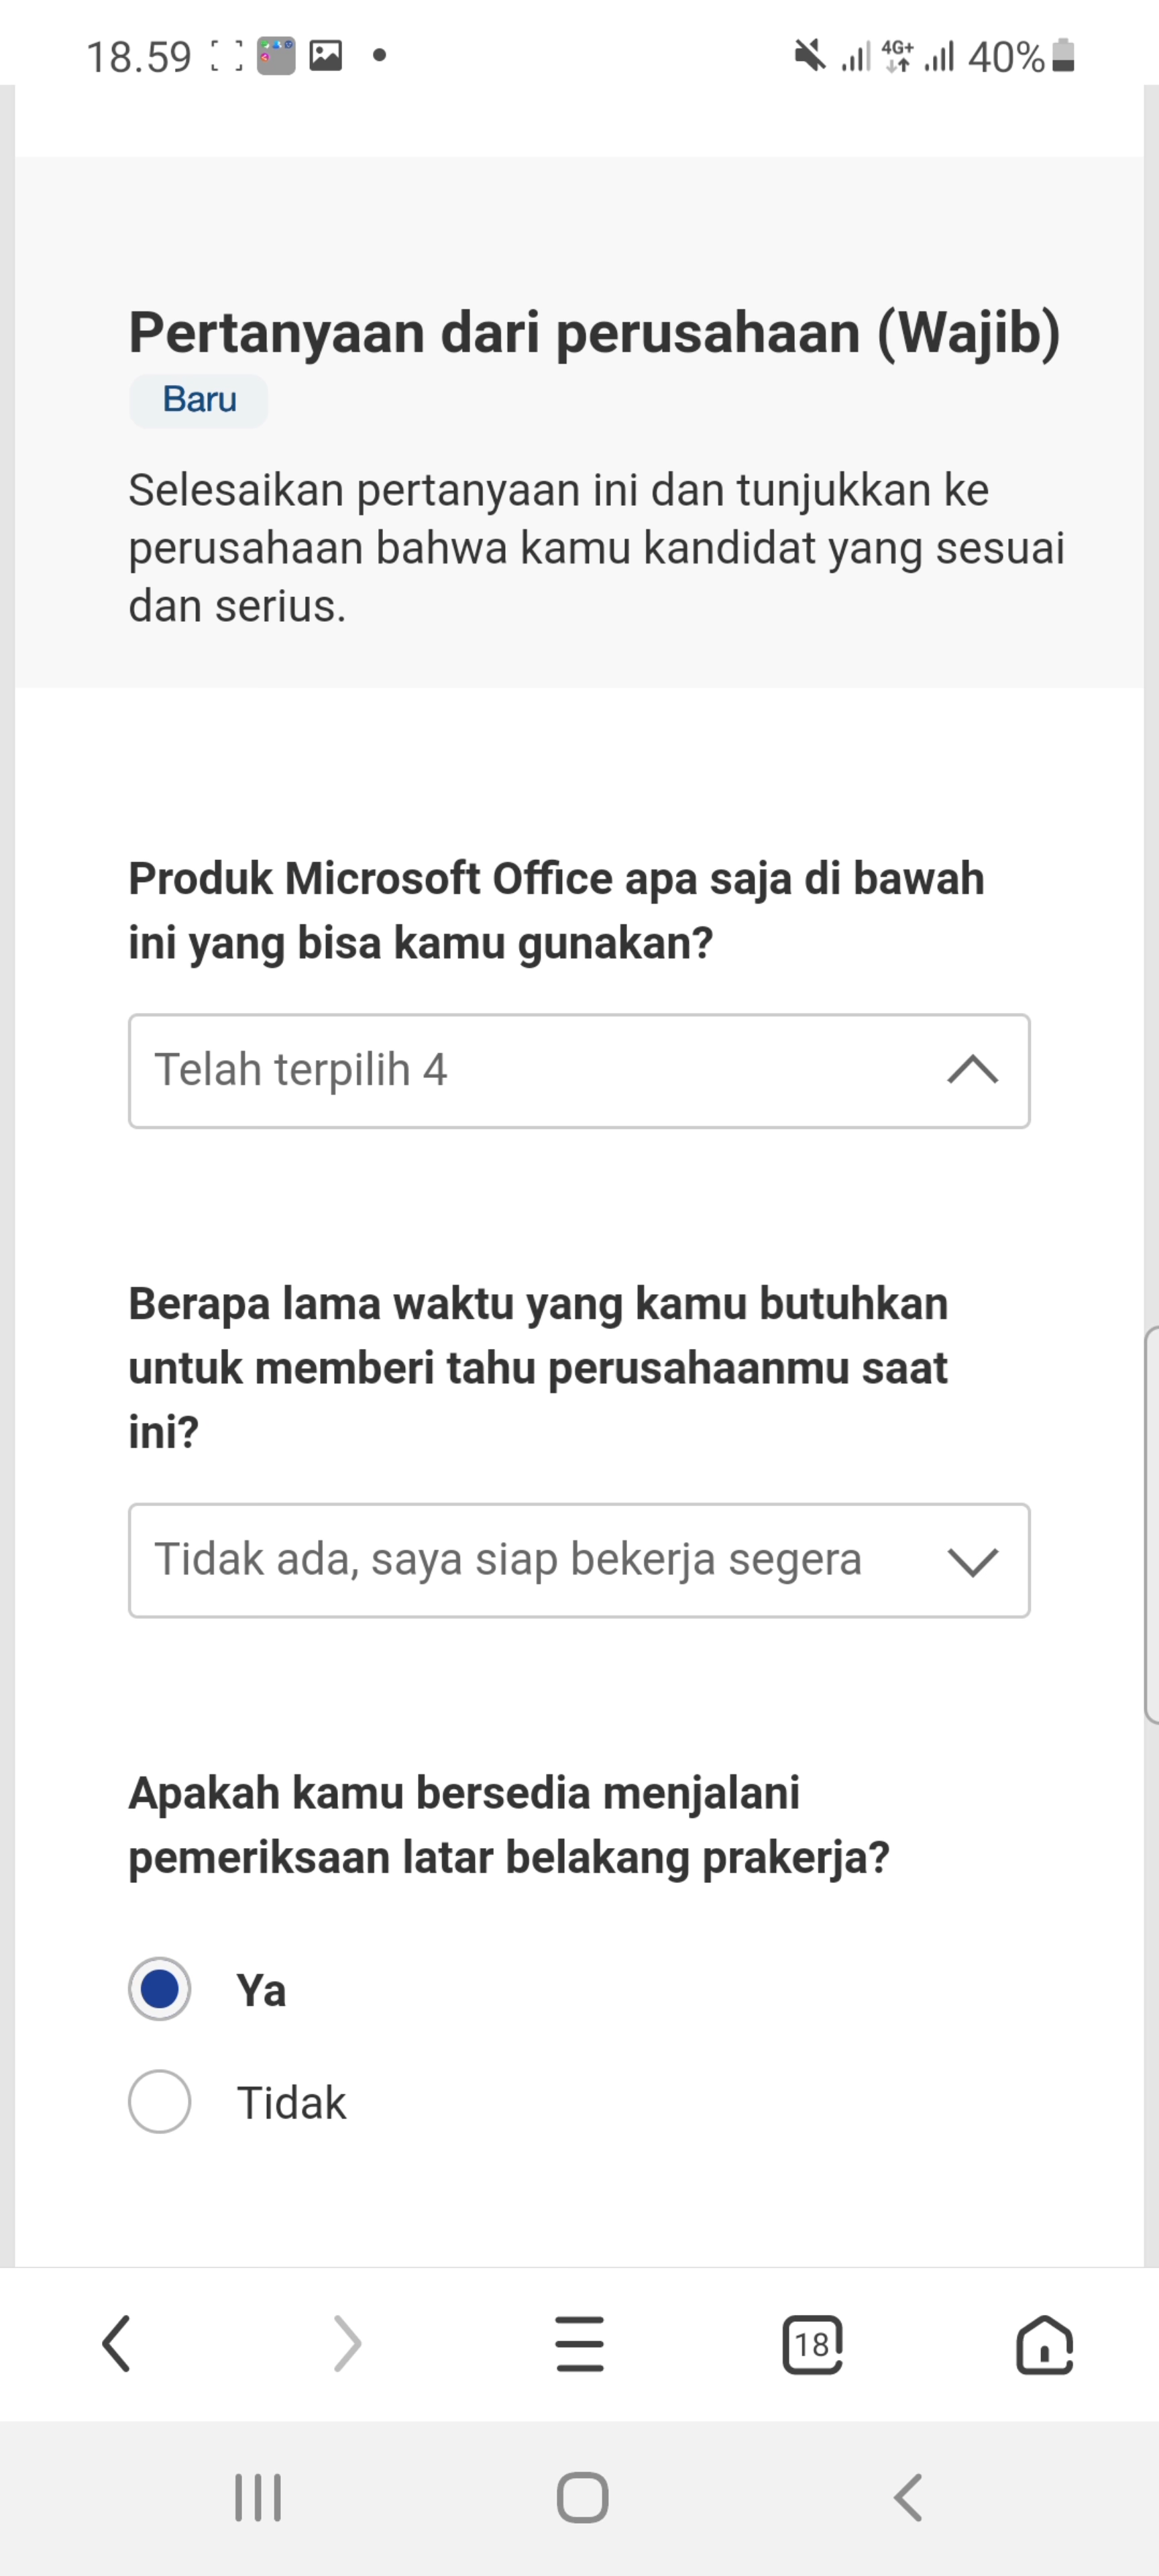 18.59
4G+
40%
Pertanyaan dari perusahaan (Wajib)
Baru
Selesaikan pertanyaan ini dan tunjukkan ke
perusahaan bahwa kamu kandidat yang sesuai
dan serius.
Produk Microsoft Office apa saja di bawah
ini yang bisa kamu gunakan?
Telah terpilih 4
Berapa lama waktu yang kamu butuhkan
untuk memberi tahu perusahaanmu saat
ini?
Tidak ada, saya siap bekerja segera
Apakah kamu bersedia menjalani
pemeriksaan latar belakang prakerja?
Ya
Tidak
18